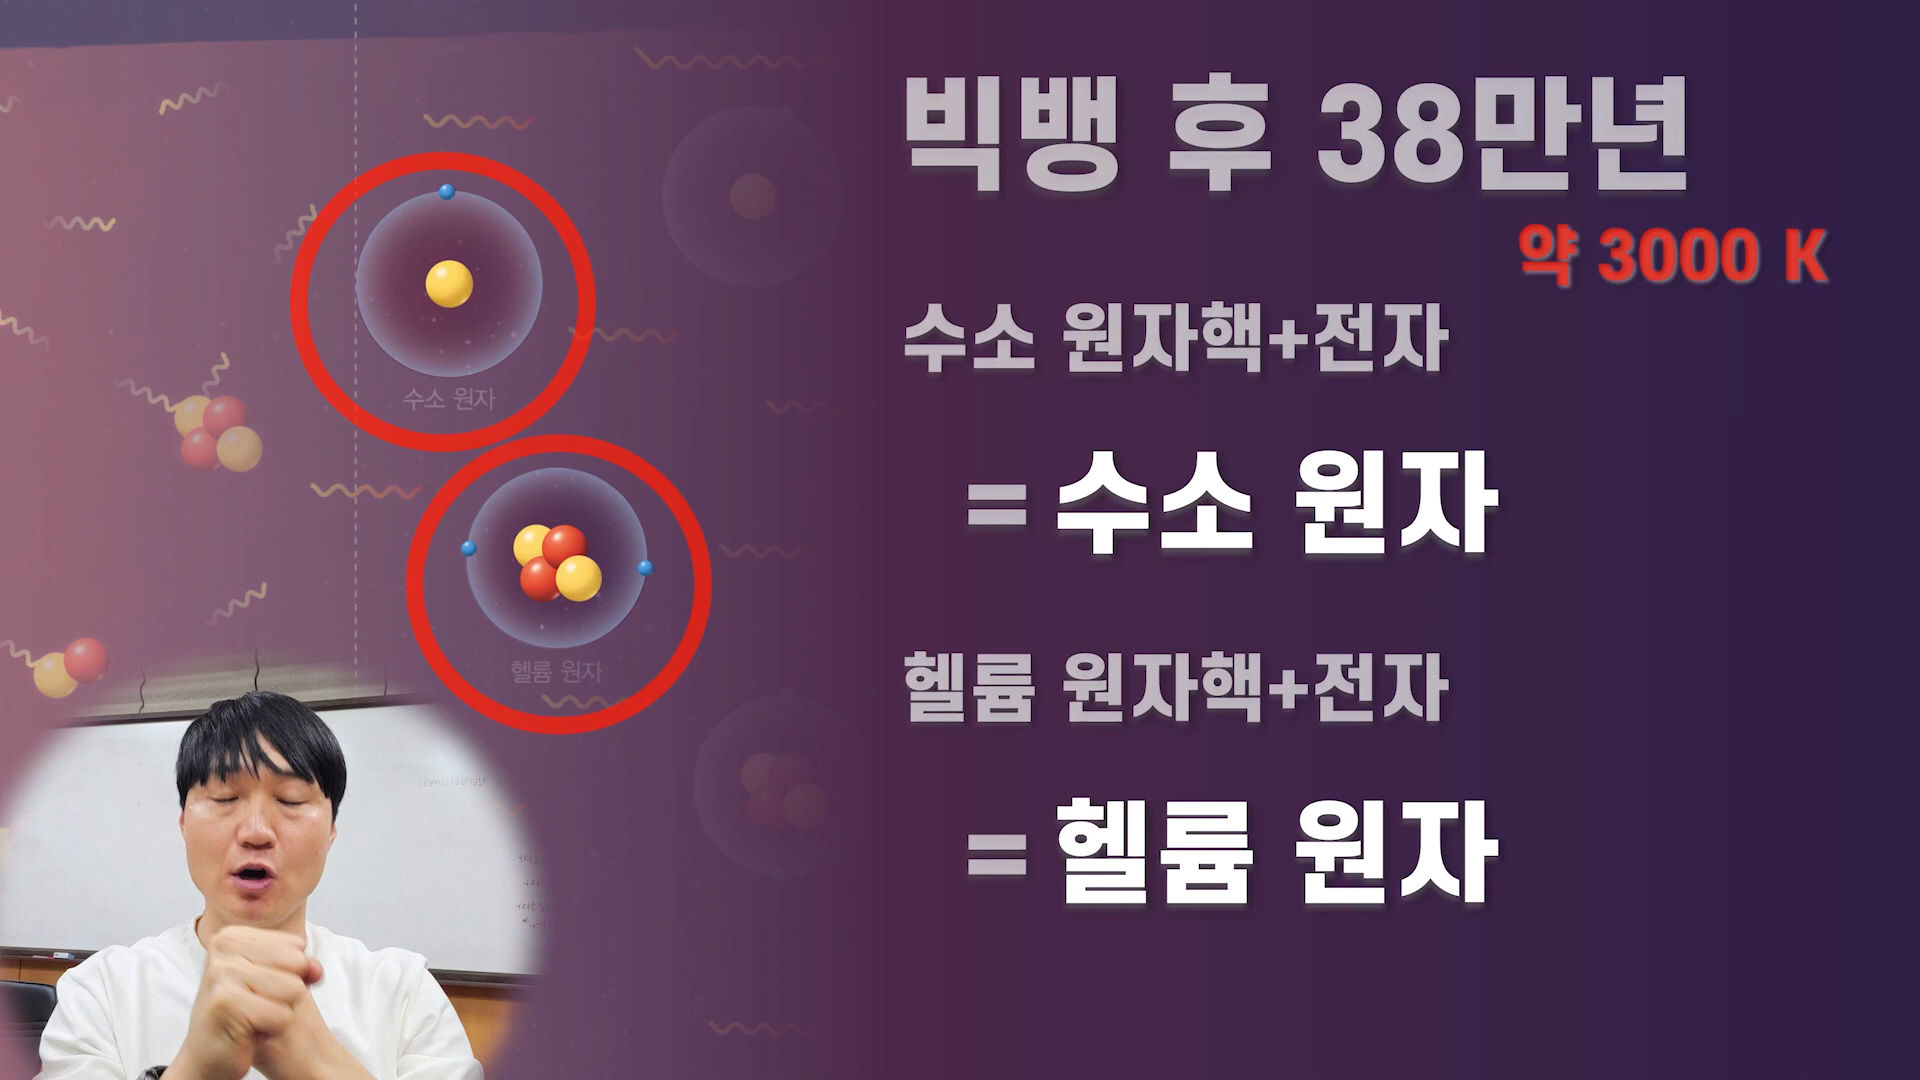 빅뱅 후 38만년
약 3000 K
수소 원자핵+전자
= 수소 원자
헬륨 원자핵+전자
= 헬륨 원자
수소 원자
헬륨 원자